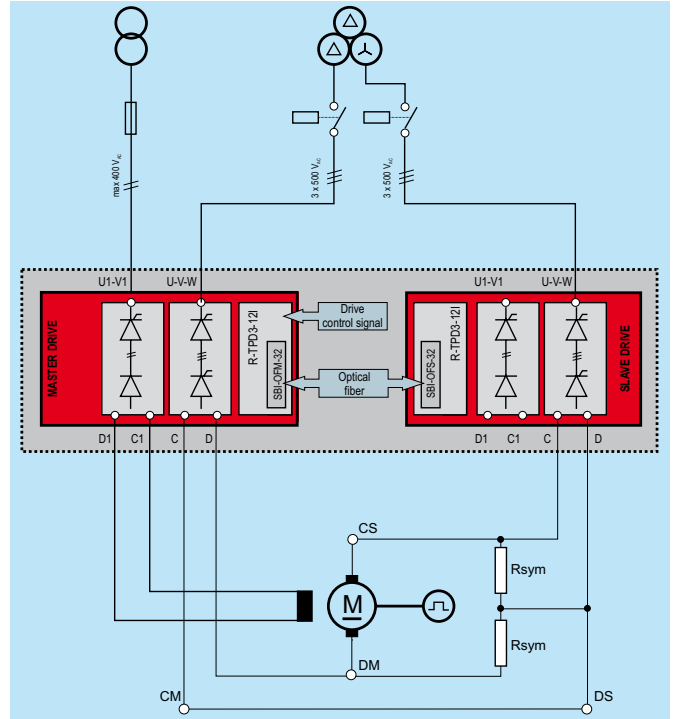 max 400 VAC
3 x 500 VAC
3 x 500 VAC
U1-V1
U-V-W
U1-V1
U-V-W
MASTER DRIVE
R-TPD3-12I
SBI-OFM-32
Drive
control signal
Optical
fiber
SBI-OFS-32
R-TPD3-12I
SLAVE DRIVE
D1
C1
C
D
D1
C1
C
D
CS
Rsym
M
Rsym
DM
CM
DS